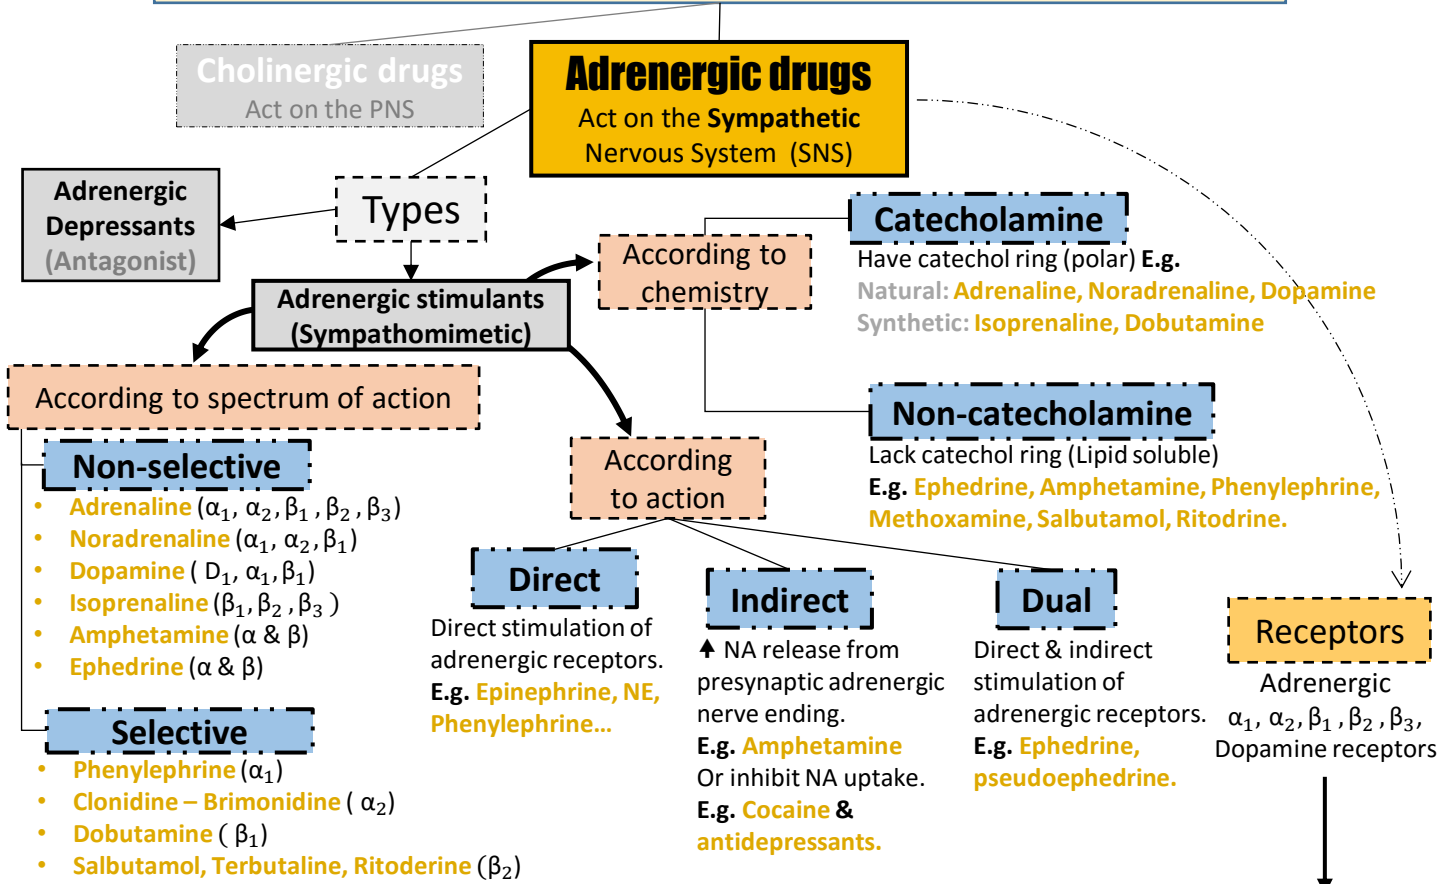 Cholinergic drugs
Act on the PNS
Adrenergic drugs
Act on the Sympathetic
Nervous System (SNS)
Adrenergic
Depressants
(Antagonist)
Types
Adrenergic stimulants
(Sympathomimetic)
According to
chemistry
Catecholamine
Have catechol ring (polar) E.g.
Natural: Adrenaline, Noradrenaline, Dopamine
Synthetic: Isoprenaline, Dobutamine
Non-catecholamine
Lack catechol ring (Lipid soluble)
E.g. Ephedrine, Amphetamine, Phenylephrine,
Methoxamine, Salbutamol, Ritodrine.
According to spectrum of action
Non-selective
• Adrenaline (α₁, α₂, β₁ , β₂ , β₃)
• Noradrenaline (α₁, α₂, β₁)
• Dopamine ( D₁, α₁, β₁)
• Isoprenaline (β₁, β₂ , β₃ )
• Amphetamine (α & β)
• Ephedrine (α & β)
Selective
• Phenylephrine (α₁)
• Clonidine – Brimonidine ( α₂)
• Dobutamine ( β₁)
• Salbutamol, Terbutaline, Ritoderine (β₂)
According
to action
Direct
Direct stimulation of
adrenergic receptors.
E.g. Epinephrine, NE,
Phenylephrine...
Indirect
↑ NA release from
presynaptic adrenergic
nerve ending.
E.g. Amphetamine
Or inhibit NA uptake.
E.g. Cocaine &
antidepressants.
Dual
Direct & indirect
stimulation of
adrenergic receptors.
E.g. Ephedrine,
pseudoephedrine.
Receptors
Adrenergic
α₁, α₂, β₁ , β₂ , β₃,
Dopamine receptors